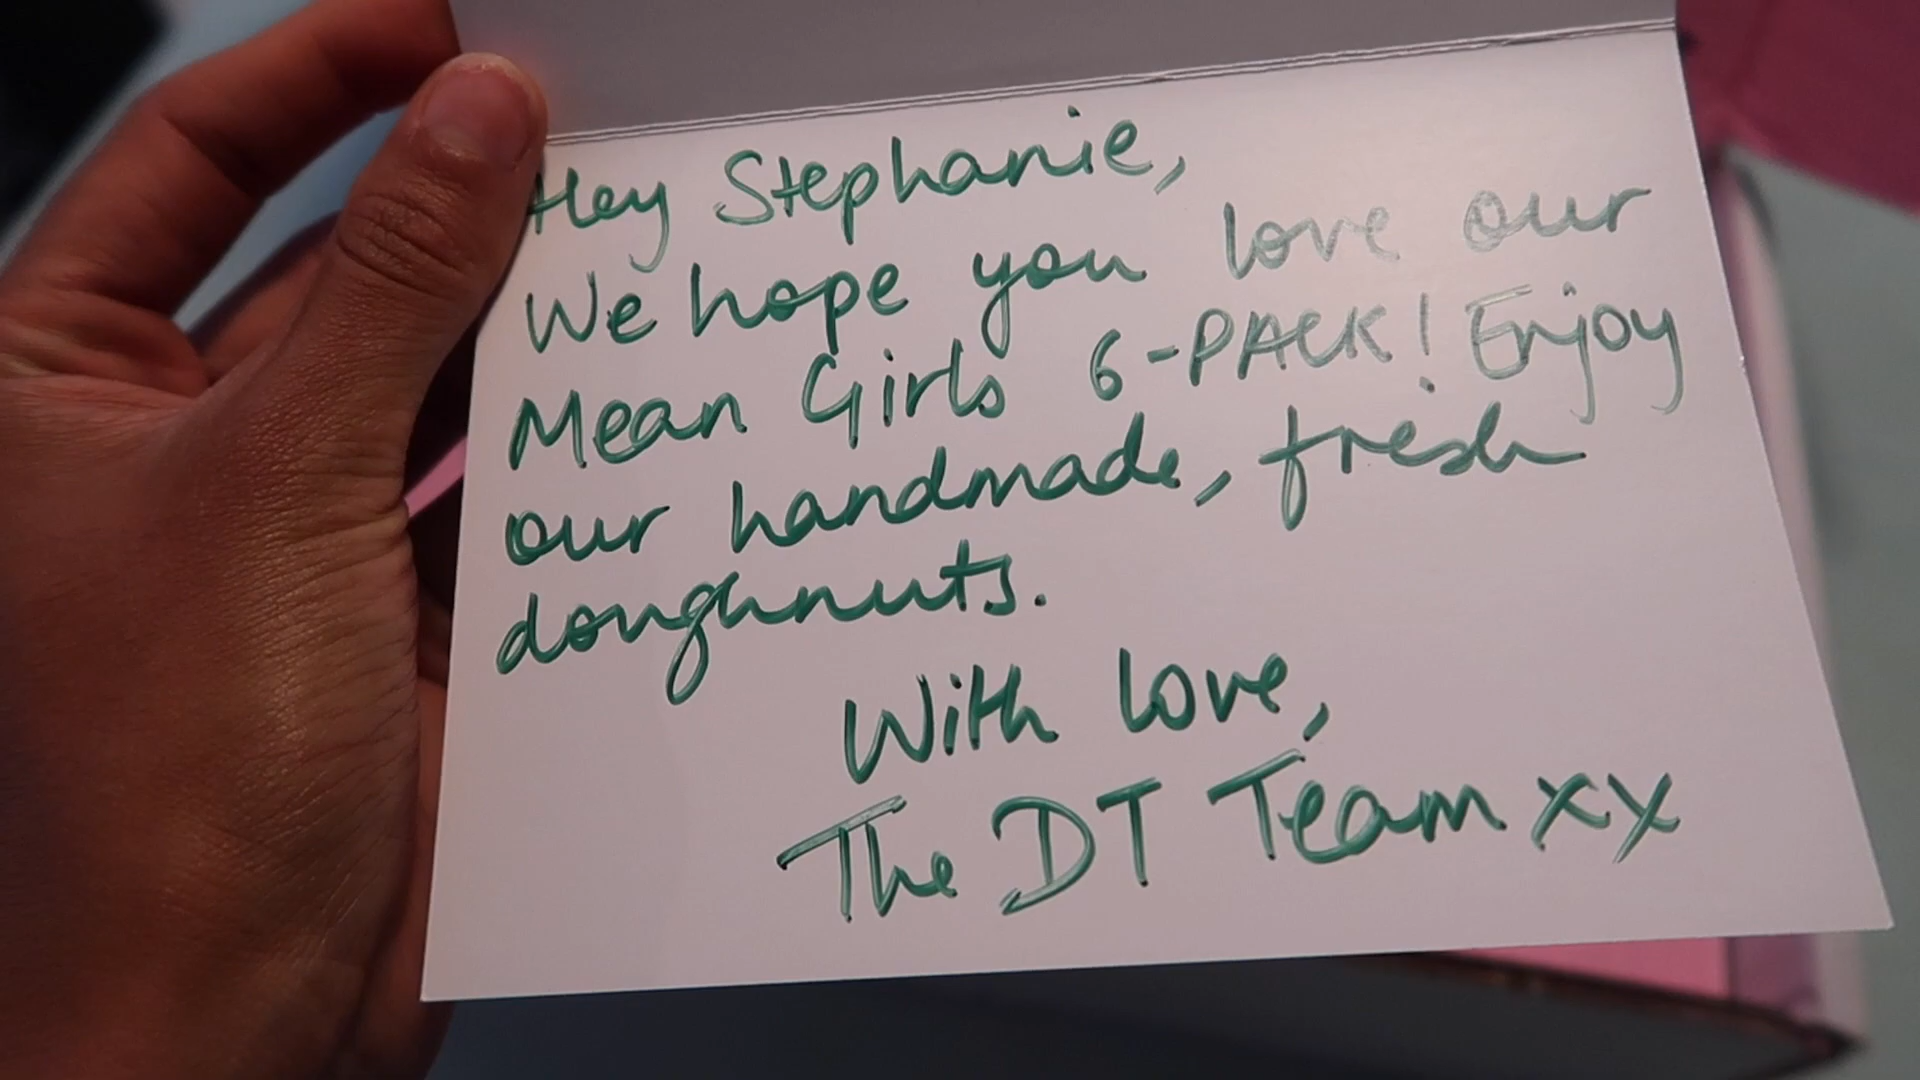 Hey Stephanie,
We hope you love our
Mean Girls 6-PACK! Enjoy
our handmade, fresh
doughnuts.
With love,
The DT Team xx